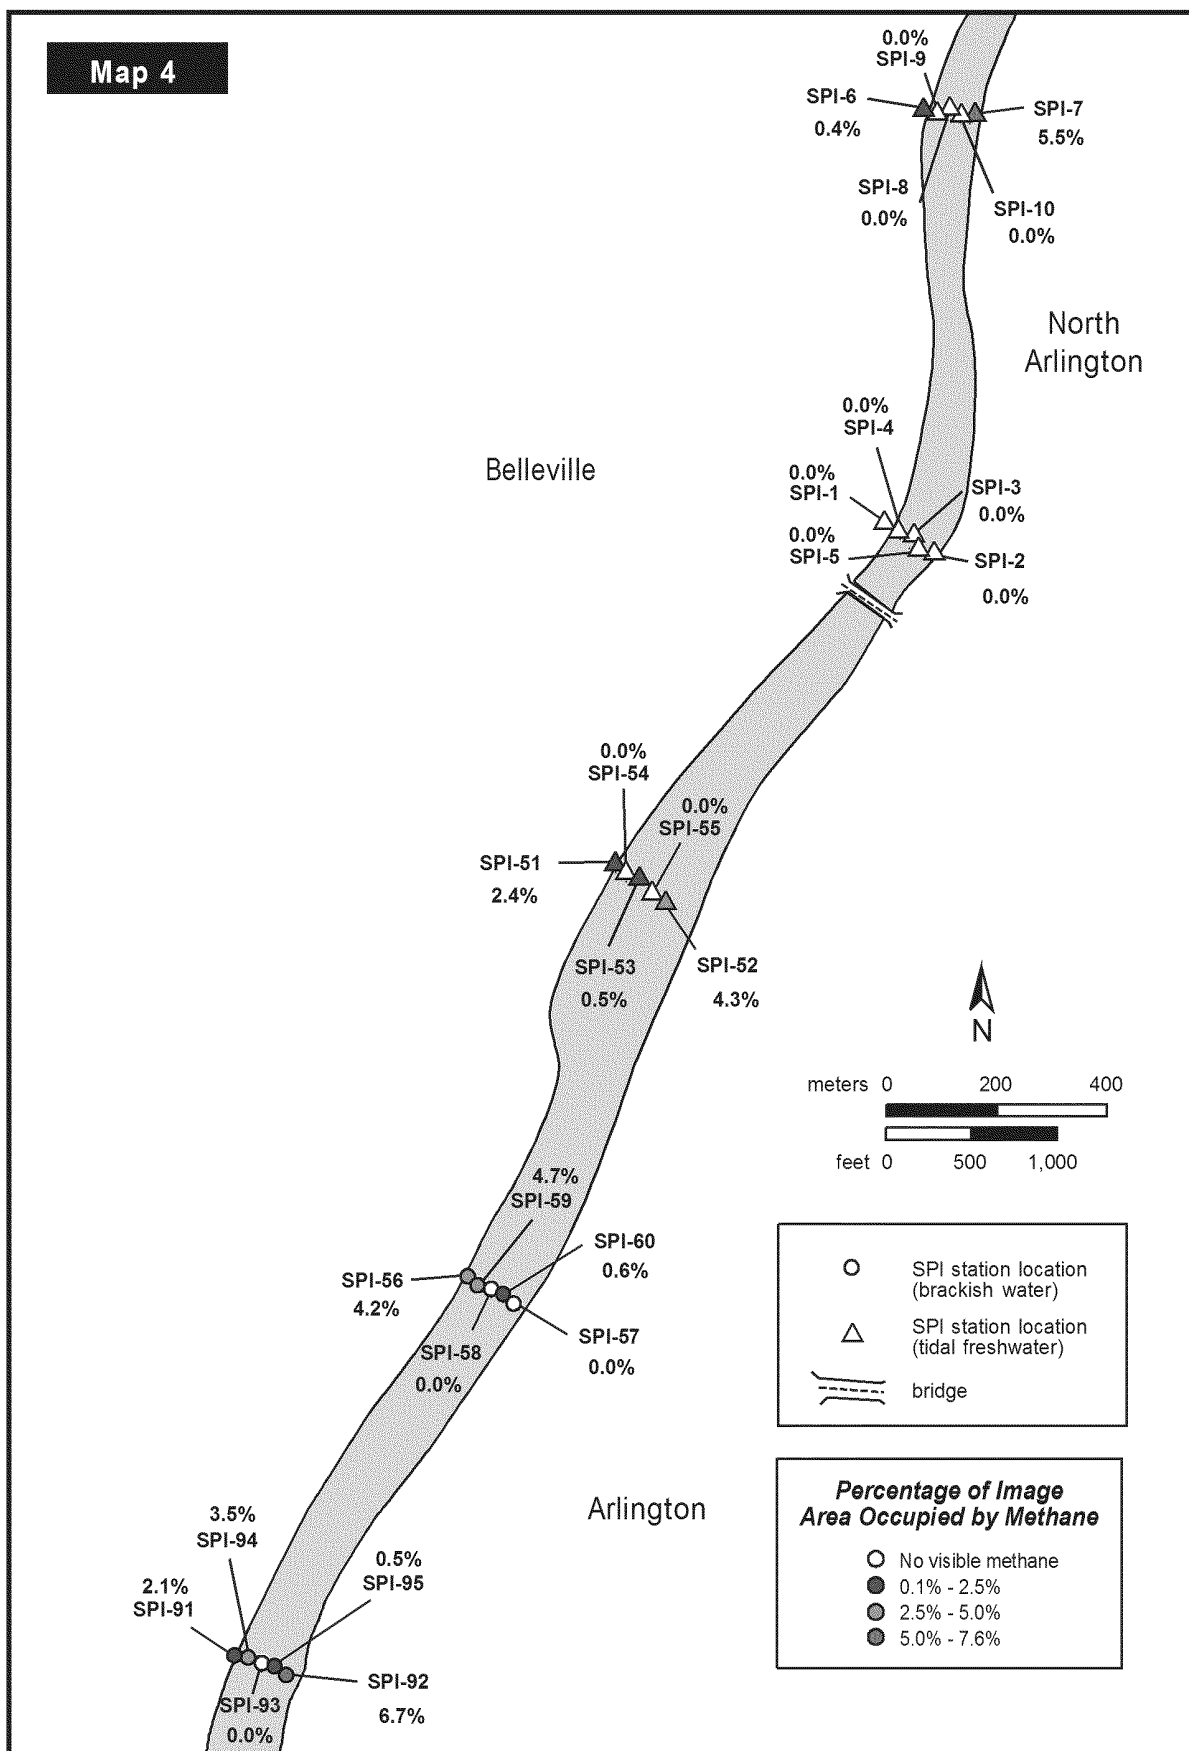 Map 4
0.0%
SPI-9
SPI-6
0.4%
SPI-7
5.5%
SPI-8
0.0%
SPI-10
0.0%
North
Arlington
0.0%
SPI-4
Belleville
0.0%
SPI-1
SPI-3
0.0%
0.0%
SPI-5
SPI-2
0.0%
0.0%
SPI-54
0.0%
SPI-55
SPI-51
2.4%
SPI-53
0.5%
SPI-52
4.3%
N
meters 0 200 400
feet 0 500 1,000
4.7%
SPI-59
SPI-60
0.6%
SPI-56
4.2%
SPI-57
0.0%
SPI-58
0.0%
SPI station location
(brackish water)
SPI station location
(tidal freshwater)
bridge
Arlington
Percentage of Image
Area Occupied by Methane
No visible methane
0.1% - 2.5%
2.5% - 5.0%
5.0% - 7.6%
3.5%
SPI-94
0.5%
SPI-95
2.1%
SPI-91
SPI-92
6.7%
SPI-93
0.0%